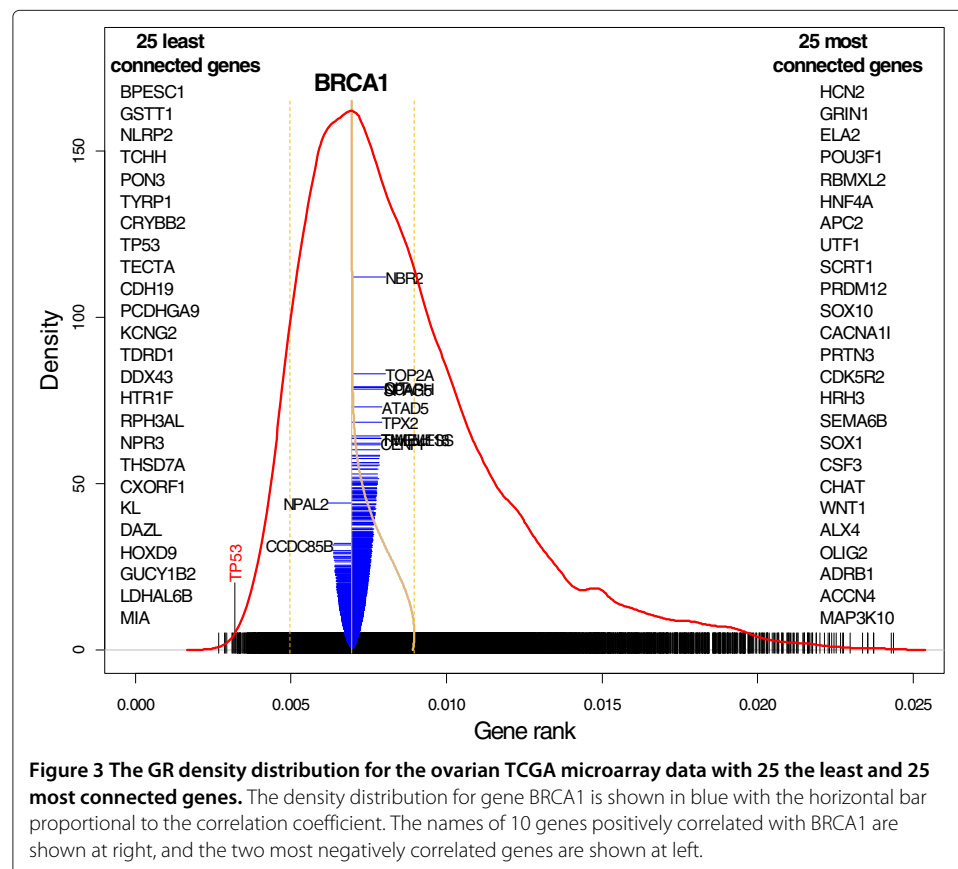 25 least
connected genes
BPESC1
GSTT1
NLRP2
TCHH
PON3
TYRP1
CRYBB2
TP53
TECTA
CDH19
PCDHGA9
KCNG2
TDRD1
DDX43
HTR1F
RPH3AL
NPR3
THSD7A
CXORF1
KL
DAZL
HOXD9
GUCY1B2
LDHAL6B
MIA
BRCA1
NBR2
TOP2A
ATAD5
TPX2
NPAL2
CCDC85B
TP53
25 most
connected genes
HCN2
GRIN1
ELA2
POU3F1
RBMXL2
HNF4A
APC2
UTF1
SCRT1
PRDM12
SOX10
CACNA1I
PRTN3
CDK5R2
HRH3
SEMA6B
SOX1
CSF3
CHAT
WNT1
ALX4
OLIG2
ADRB1
ACCN4
MAP3K10
Density
150
100
50
0
0.000 0.005 0.010 0.015 0.020 0.025
Gene rank
Figure 3 The GR density distribution for the ovarian TCGA microarray data with 25 the least and 25
most connected genes. The density distribution for gene BRCA1 is shown in blue with the horizontal bar
proportional to the correlation coefficient. The names of 10 genes positively correlated with BRCA1 are
shown at right, and the two most negatively correlated genes are shown at left.